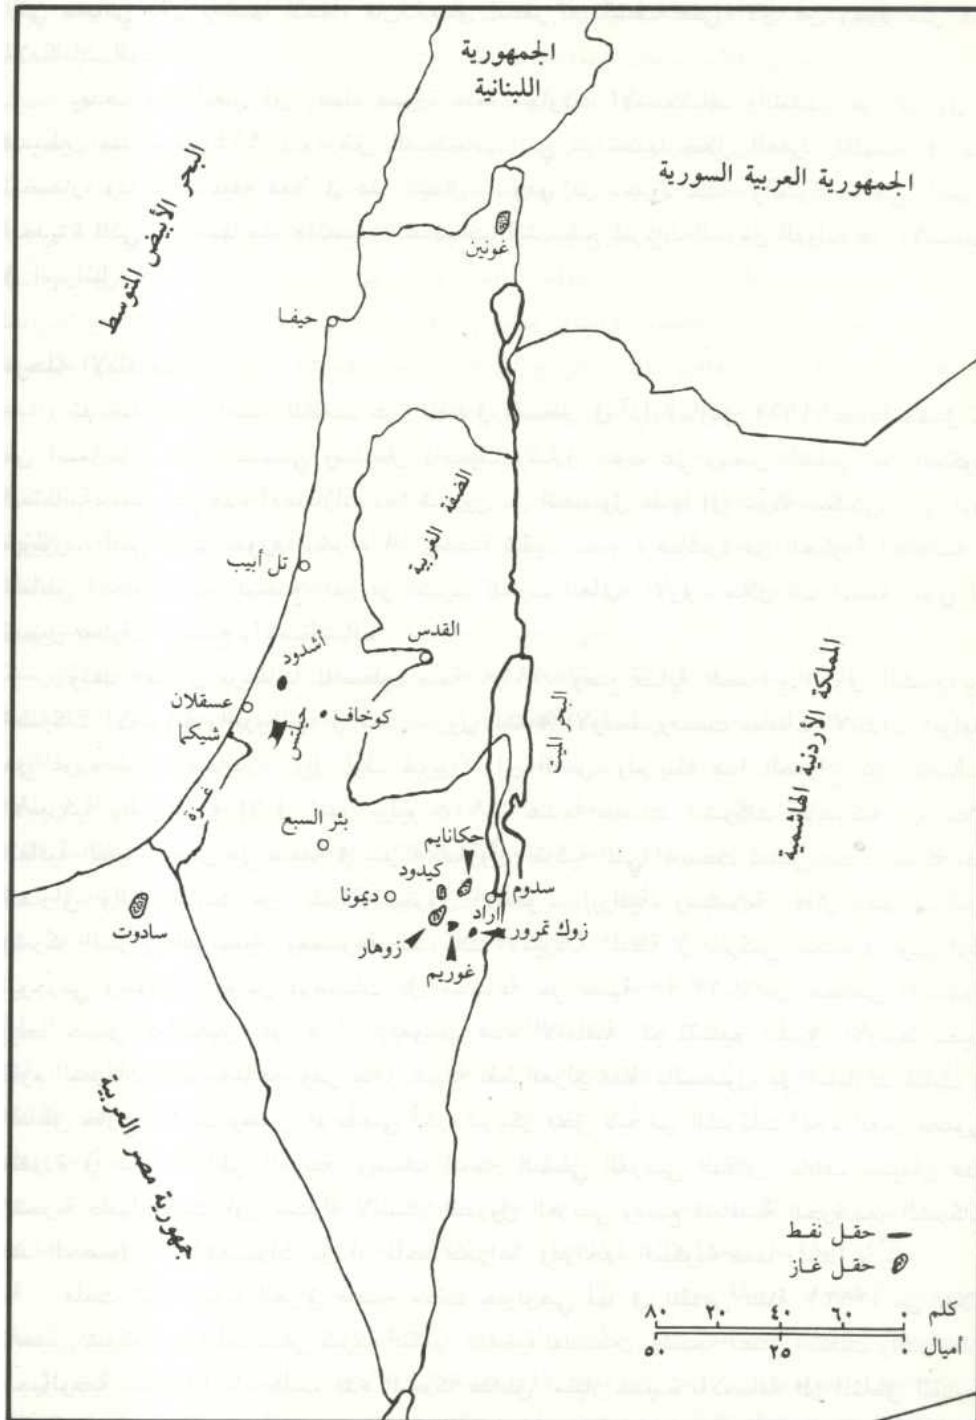 الجمهورية
اللبنانية
الجمهورية العربية السورية
البحر الأبيض المتوسط
غونين
حيفا
الضفة الغربية
تل أبيب
القدس
أشدود
عسقلان
كوخاف
شيكما
غزة
البحر الميت
المملكة الأردنية الهاشمية
بئر السبع
حكانايم
كيدود
ديمونا
سدوم
أراد
زوك تمرور
زوهار
غوريم
سادوت
جمهورية مصر العربية
حقل نفط
حقل غاز
٨٠ ٢٠ ٤٠ ٦٠ ٠ كلم
٥٠ ٢٥ ٠ أميال